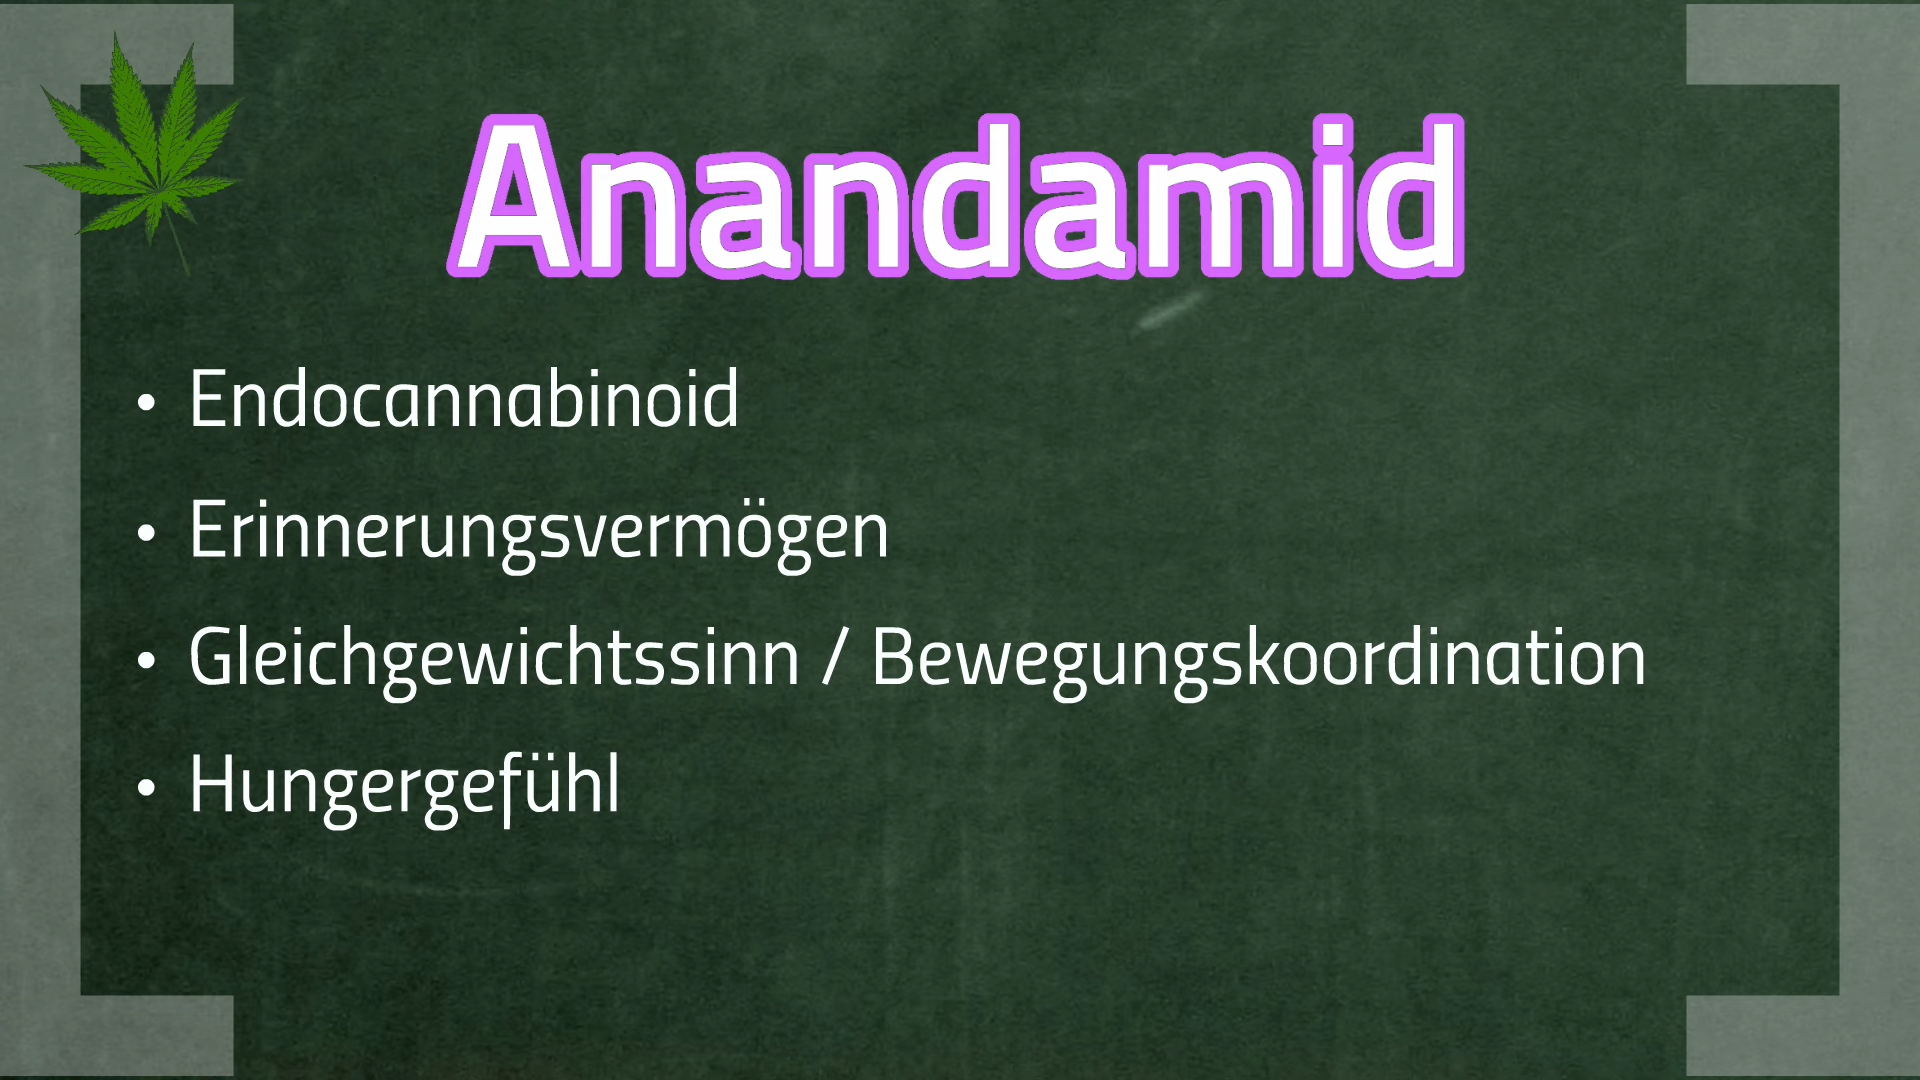 Anandamid
• Endocannabinoid
• Erinnerungsvermögen
• Gleichgewichtssinn / Bewegungskoordination
• Hungergefühl